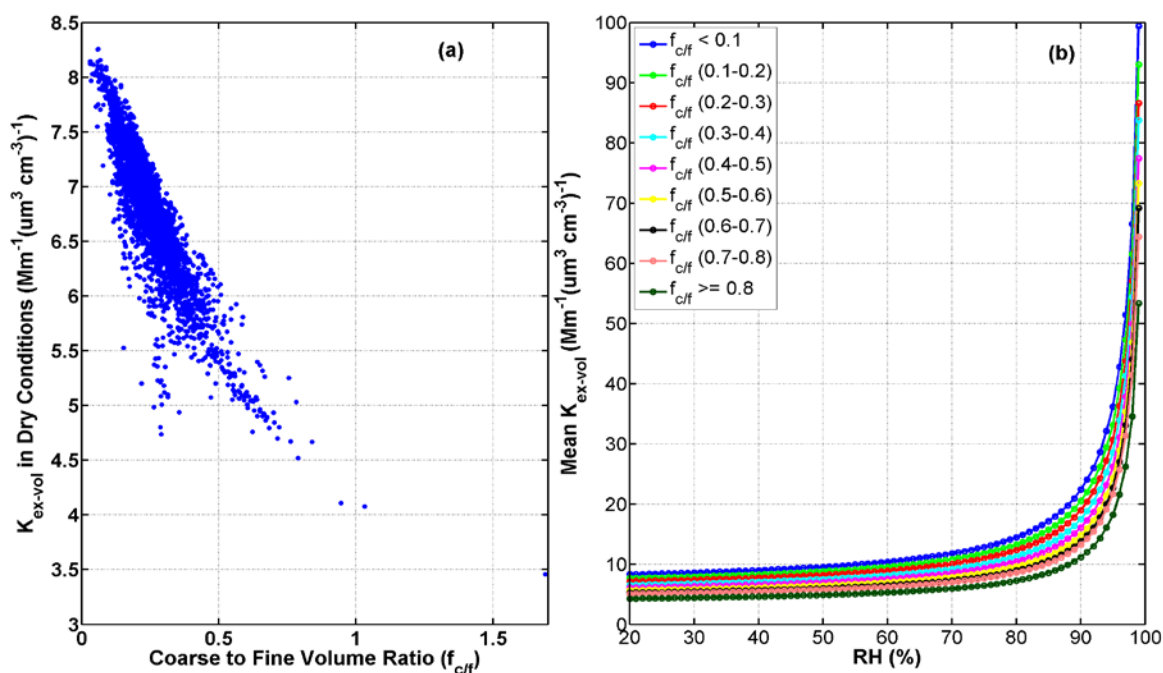 (a)
8.5
8
7.5
7
6.5
6
5.5
5
4.5
4
3.5
3
0
0.5
1
1.5
K_ex-vol in Dry Conditions (Mm⁻¹(um³ cm⁻³)⁻¹)
Coarse to Fine Volume Ratio (f_c/f)
(b)
f_c/f < 0.1
f_c/f (0.1-0.2)
f_c/f (0.2-0.3)
f_c/f (0.3-0.4)
f_c/f (0.4-0.5)
f_c/f (0.5-0.6)
f_c/f (0.6-0.7)
f_c/f (0.7-0.8)
f_c/f >= 0.8
100
90
80
70
60
50
40
30
20
10
0
20
30
40
50
60
70
80
90
100
Mean K_ex-vol (Mm⁻¹(um³ cm⁻³)⁻¹)
RH (%)